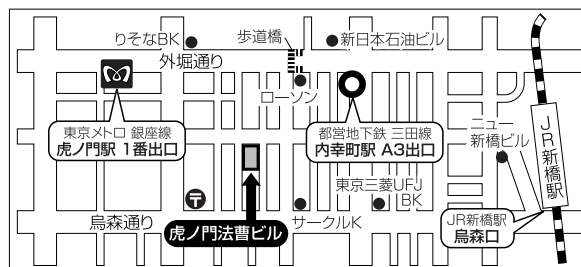 りそなBK
歩道橋
新日本石油ビル
外堀通り
ローソン
東京メトロ 銀座線
虎ノ門駅 1番出口
都営地下鉄 三田線
内幸町駅 A3出口
ニュー
新橋ビル
JR新橋駅
東京三菱UFJ
BK
烏森通り
虎ノ門法曹ビル
サークルK
JR新橋駅
烏森口